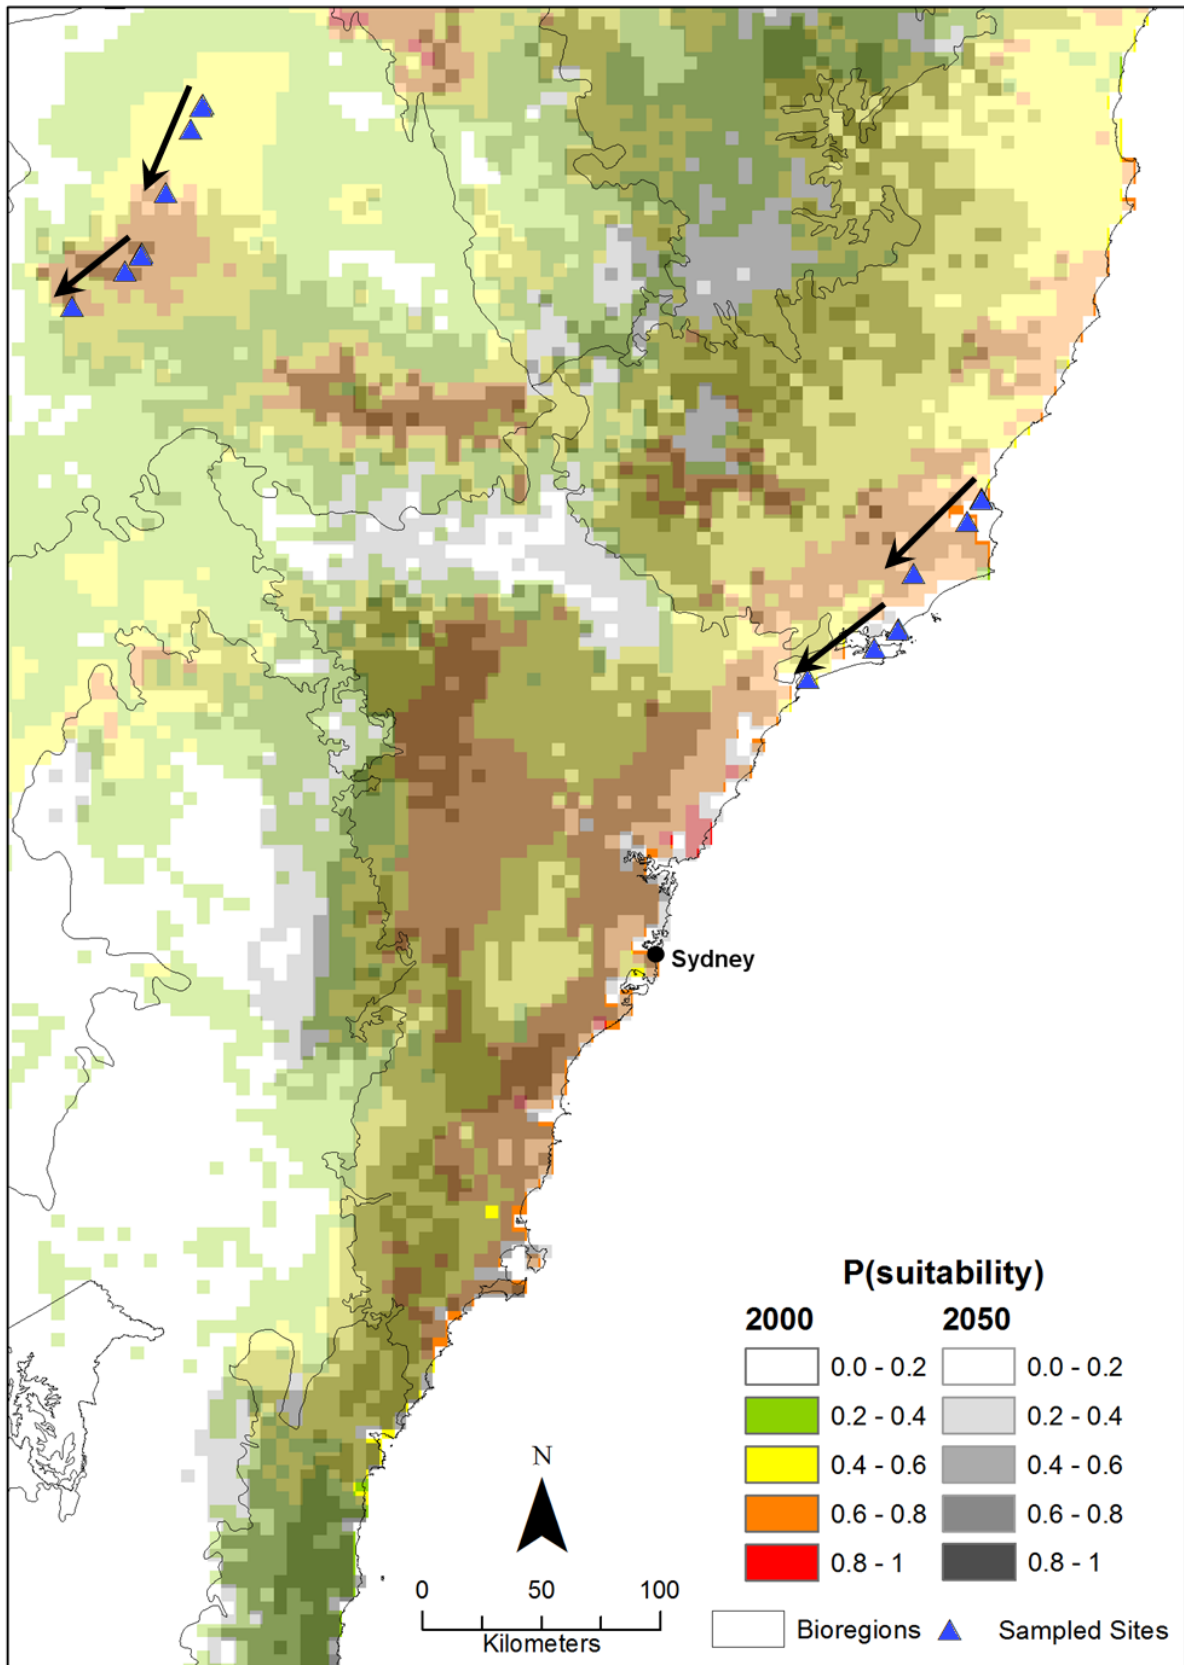 Sydney
P(suitability)
2000 2050
0.0 - 0.2 0.0 - 0.2
0.2 - 0.4 0.2 - 0.4
0.4 - 0.6 0.4 - 0.6
0.6 - 0.8 0.6 - 0.8
0.8 - 1 0.8 - 1
N
0 50 100
Kilometers
Bioregions Sampled Sites